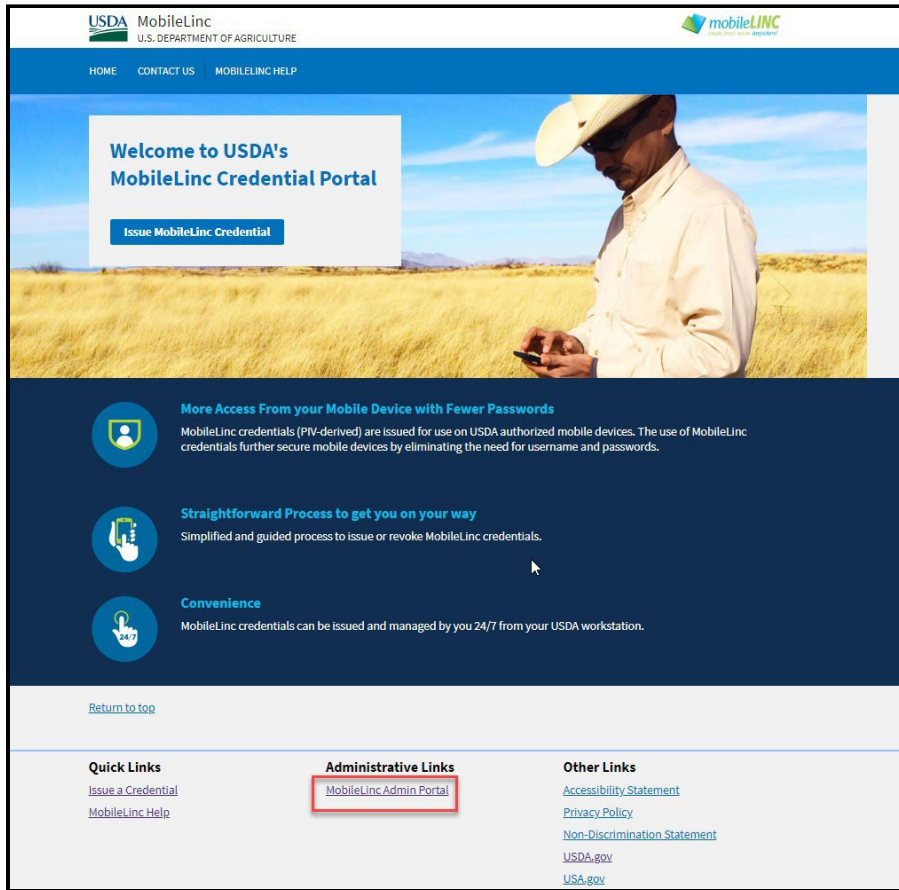 USDA MobileLinc
U.S. DEPARTMENT OF AGRICULTURE
mobileLINC
HOME CONTACT US MOBILELINC HELP
Welcome to USDA's
MobileLinc Credential Portal
Issue MobileLinc Credential
More Access From your Mobile Device with Fewer Passwords
MobileLinc credentials (PIV-derived) are issued for use on USDA authorized mobile devices. The use of MobileLinc
credentials further secure mobile devices by eliminating the need for username and passwords.
Straightforward Process to get you on your way
Simplified and guided process to issue or revoke MobileLinc credentials.
24/7
Convenience
MobileLinc credentials can be issued and managed by you 24/7 from your USDA workstation.
Return to top
Quick Links
Issue a Credential
MobileLinc Help
Administrative Links
MobileLinc Admin Portal
Other Links
Accessibility Statement
Privacy Policy
Non-Discrimination Statement
USDA.gov
USA.gov